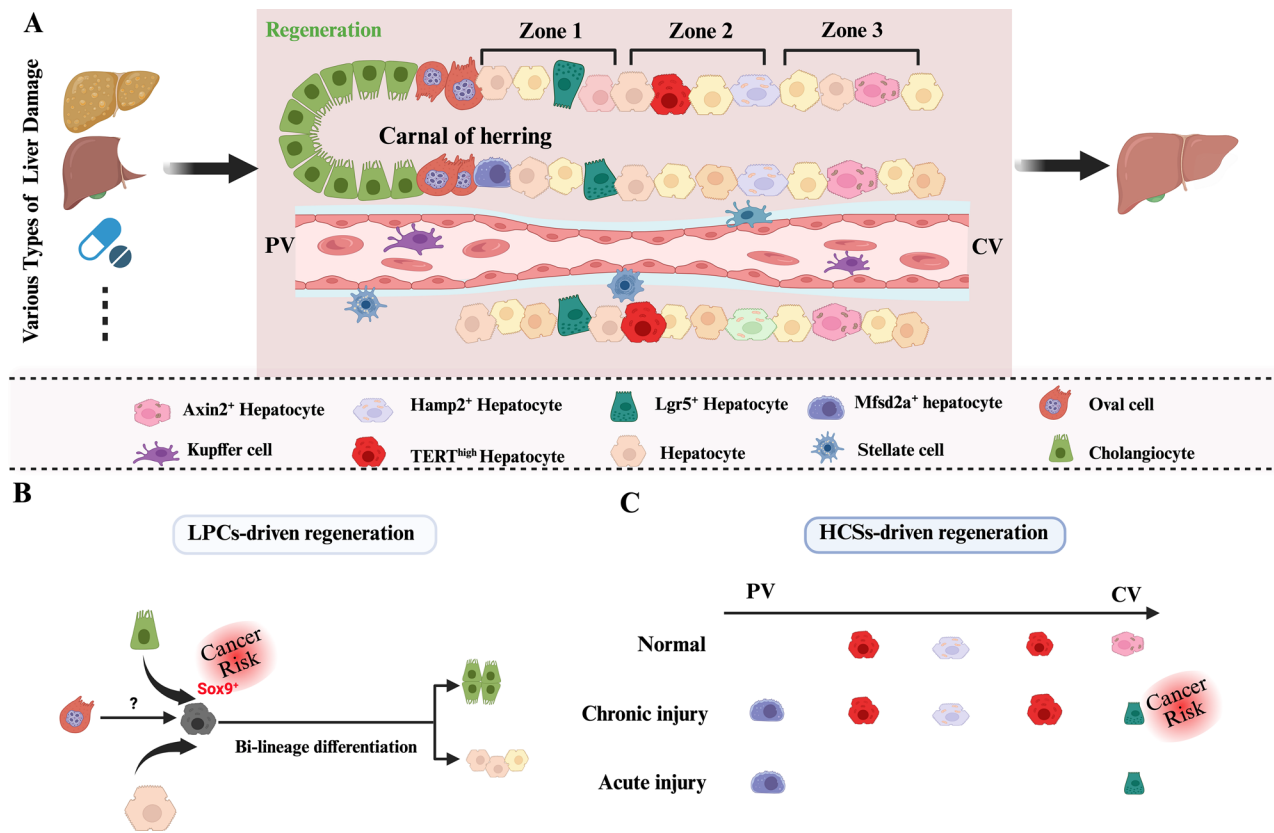 A
Various Types of Liver Damage
Regeneration
Zone 1
Zone 2
Zone 3
Carnal of herring
PV
CV
Axin2⁺ Hepatocyte
Hamp2⁺ Hepatocyte
Lgr5⁺ Hepatocyte
Mfsd2a⁺ hepatocyte
Oval cell
Kupffer cell
TERTʰⁱᵍʰ Hepatocyte
Hepatocyte
Stellate cell
Cholangiocyte
B
LPCs-driven regeneration
Cancer
Risk
Sox9⁺
?
Bi-lineage differentiation
C
HCSs-driven regeneration
PV
CV
Normal
Chronic injury
Cancer
Risk
Acute injury